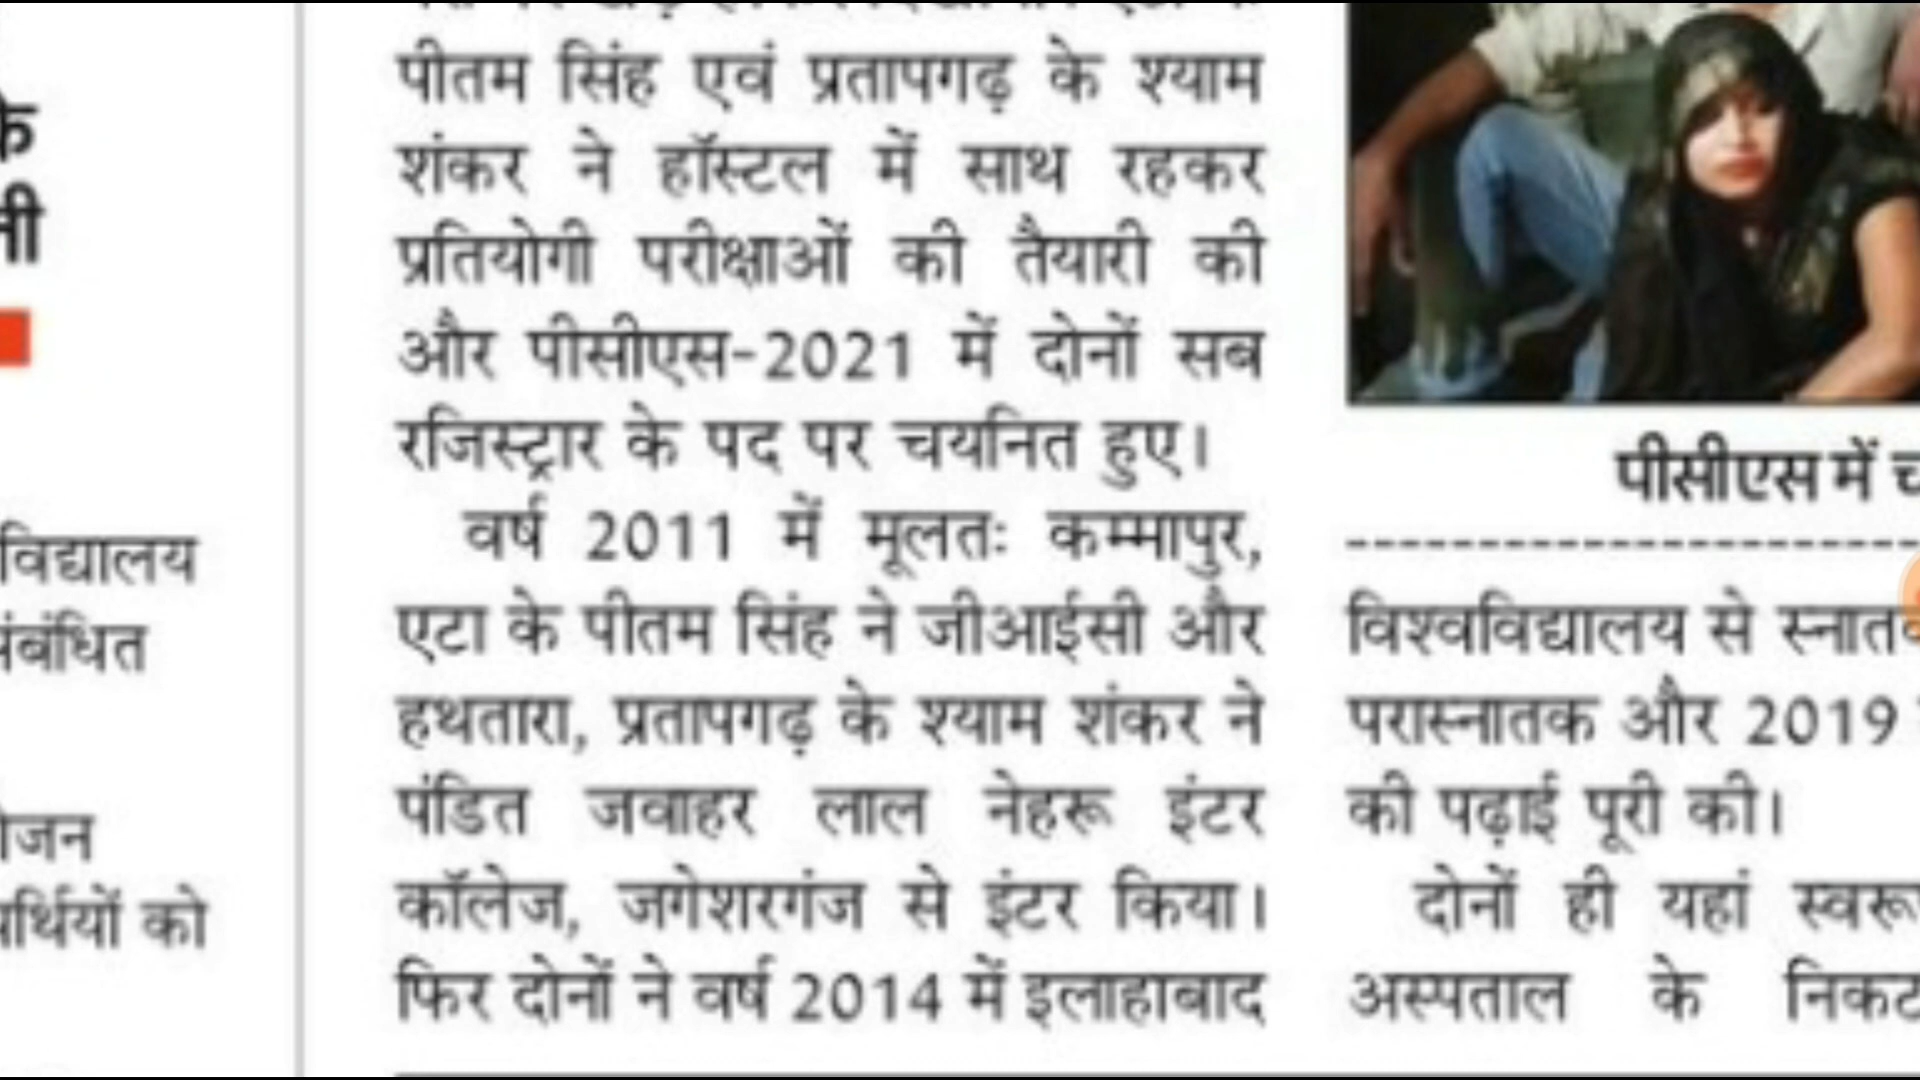 के
विद्यालय
संबंधित
को
पीतम सिंह एवं प्रतापगढ़ के श्याम
शंकर ने हॉस्टल में साथ रहकर
प्रतियोगी परीक्षाओं की तैयारी की
और पीसीएस-2021 में दोनों सब
रजिस्ट्रार के पद पर चयनित हुए।
वर्ष 2011 में मूलतः कम्मापुर,
एटा के पीतम सिंह ने जीआईसी और
हथतारा, प्रतापगढ़ के श्याम शंकर ने
पंडित जवाहर लाल नेहरू इंटर
कॉलेज, जगेशरगंज से इंटर किया।
फिर दोनों ने वर्ष 2014 में इलाहाबाद
पीसीएस में
विश्वविद्यालय से
परास्नातक और 2019
की पढ़ाई पूरी की।
दोनों ही यहां
अस्पताल के निकट